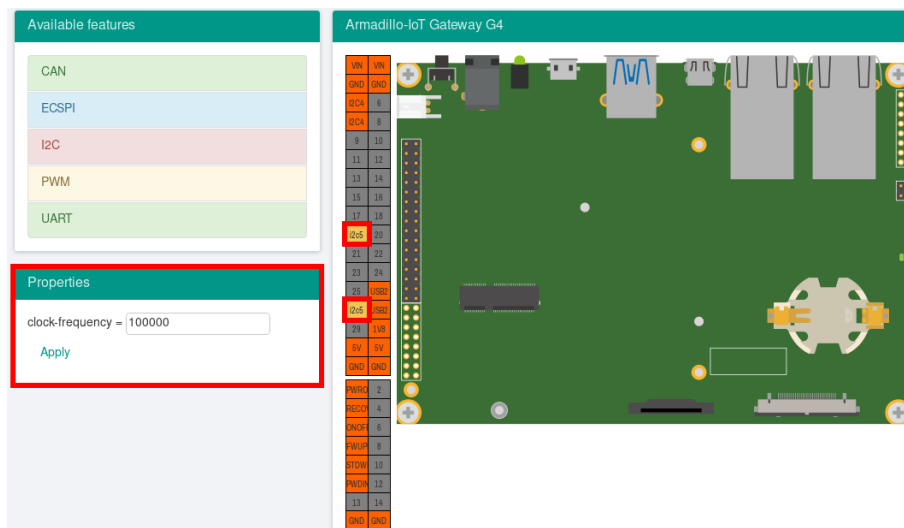 Available features
CAN
ECSPI
I2C
PWM
UART
Properties
clock-frequency = 100000
Apply
Armadillo-IoT Gateway G4
VIN VIN
GND GND
I2C4 6
I2C4 8
9 10
11 12
13 14
15 16
17 18
i2c5 20
21 22
23 24
25 USB2
i2c5 USB2
29 1V8
5V 5V
GND GND
PWRO 2
RECO 4
ONOF 6
FWUP 8
STDW 10
PWDIN 12
13 14
GND GND